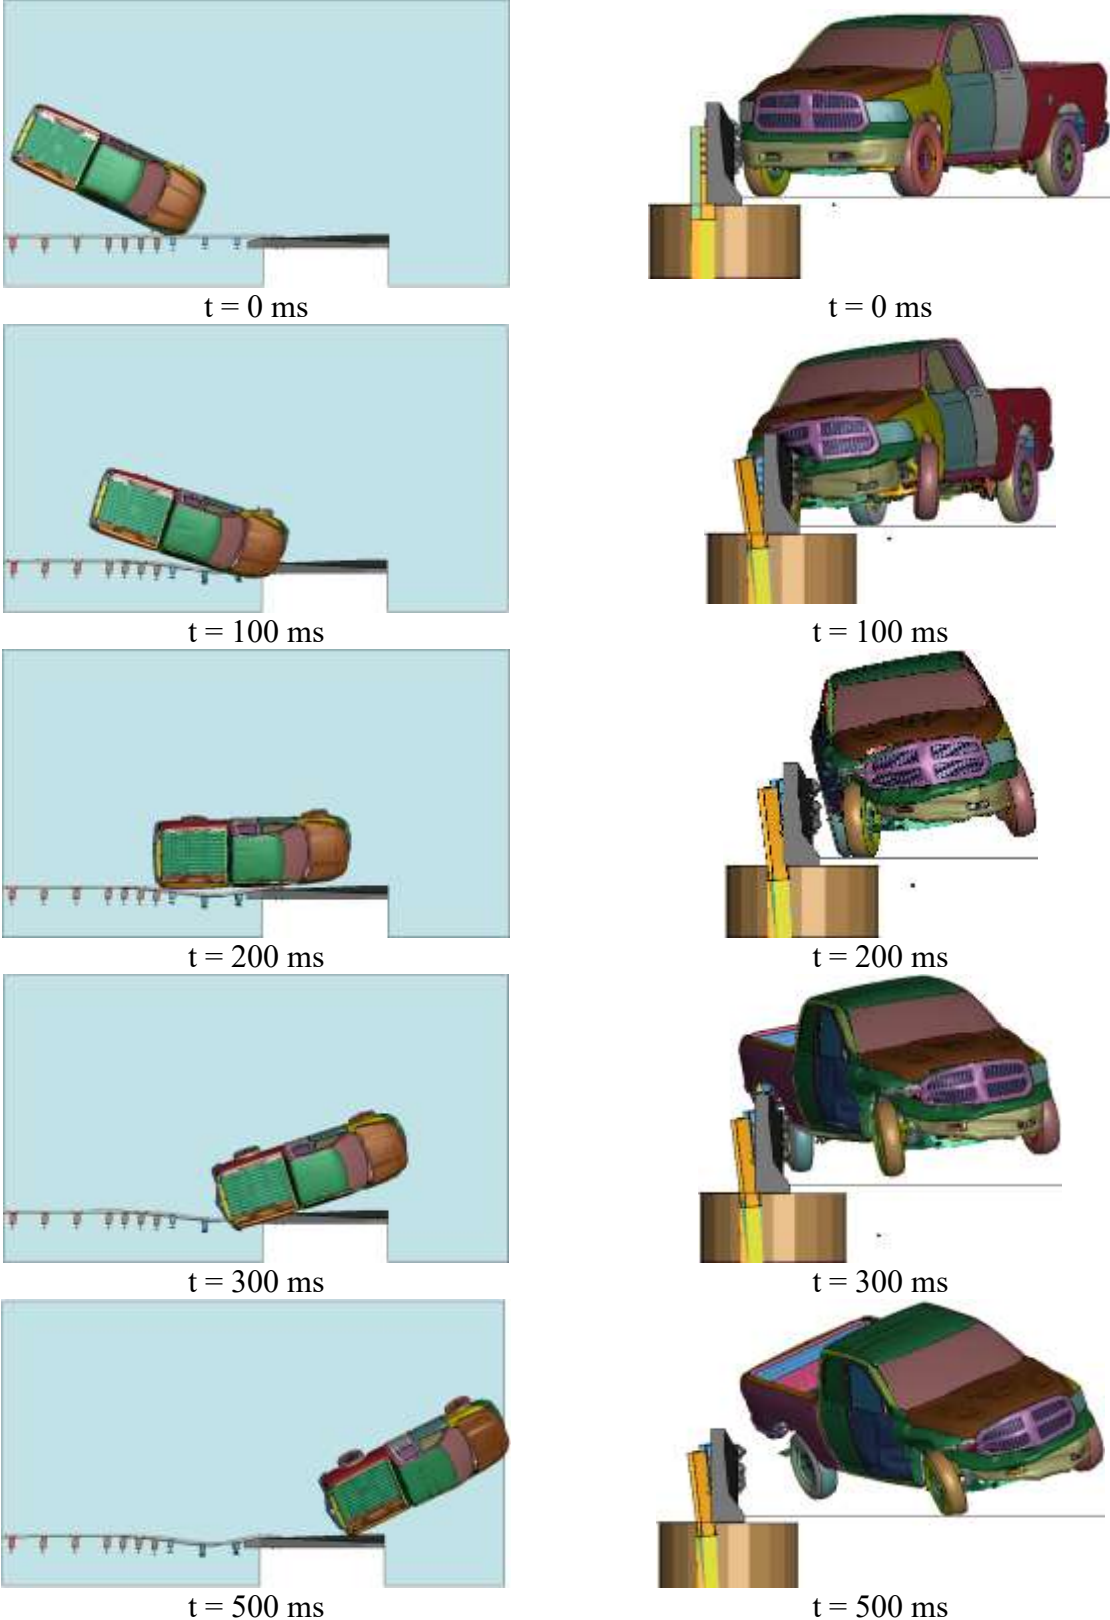 t = 0 ms
t = 0 ms
t = 100 ms
t = 100 ms
t = 200 ms
t = 200 ms
t = 300 ms
t = 300 ms
t = 500 ms
t = 500 ms